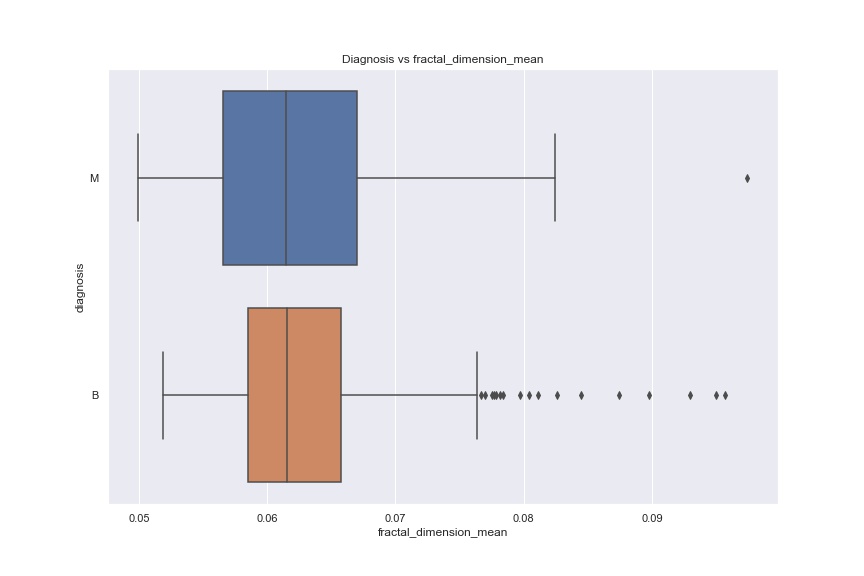 Diagnosis vs fractal_dimension_mean
M
diagnosis
B
0.05 0.06 0.07 0.08 0.09
fractal_dimension_mean